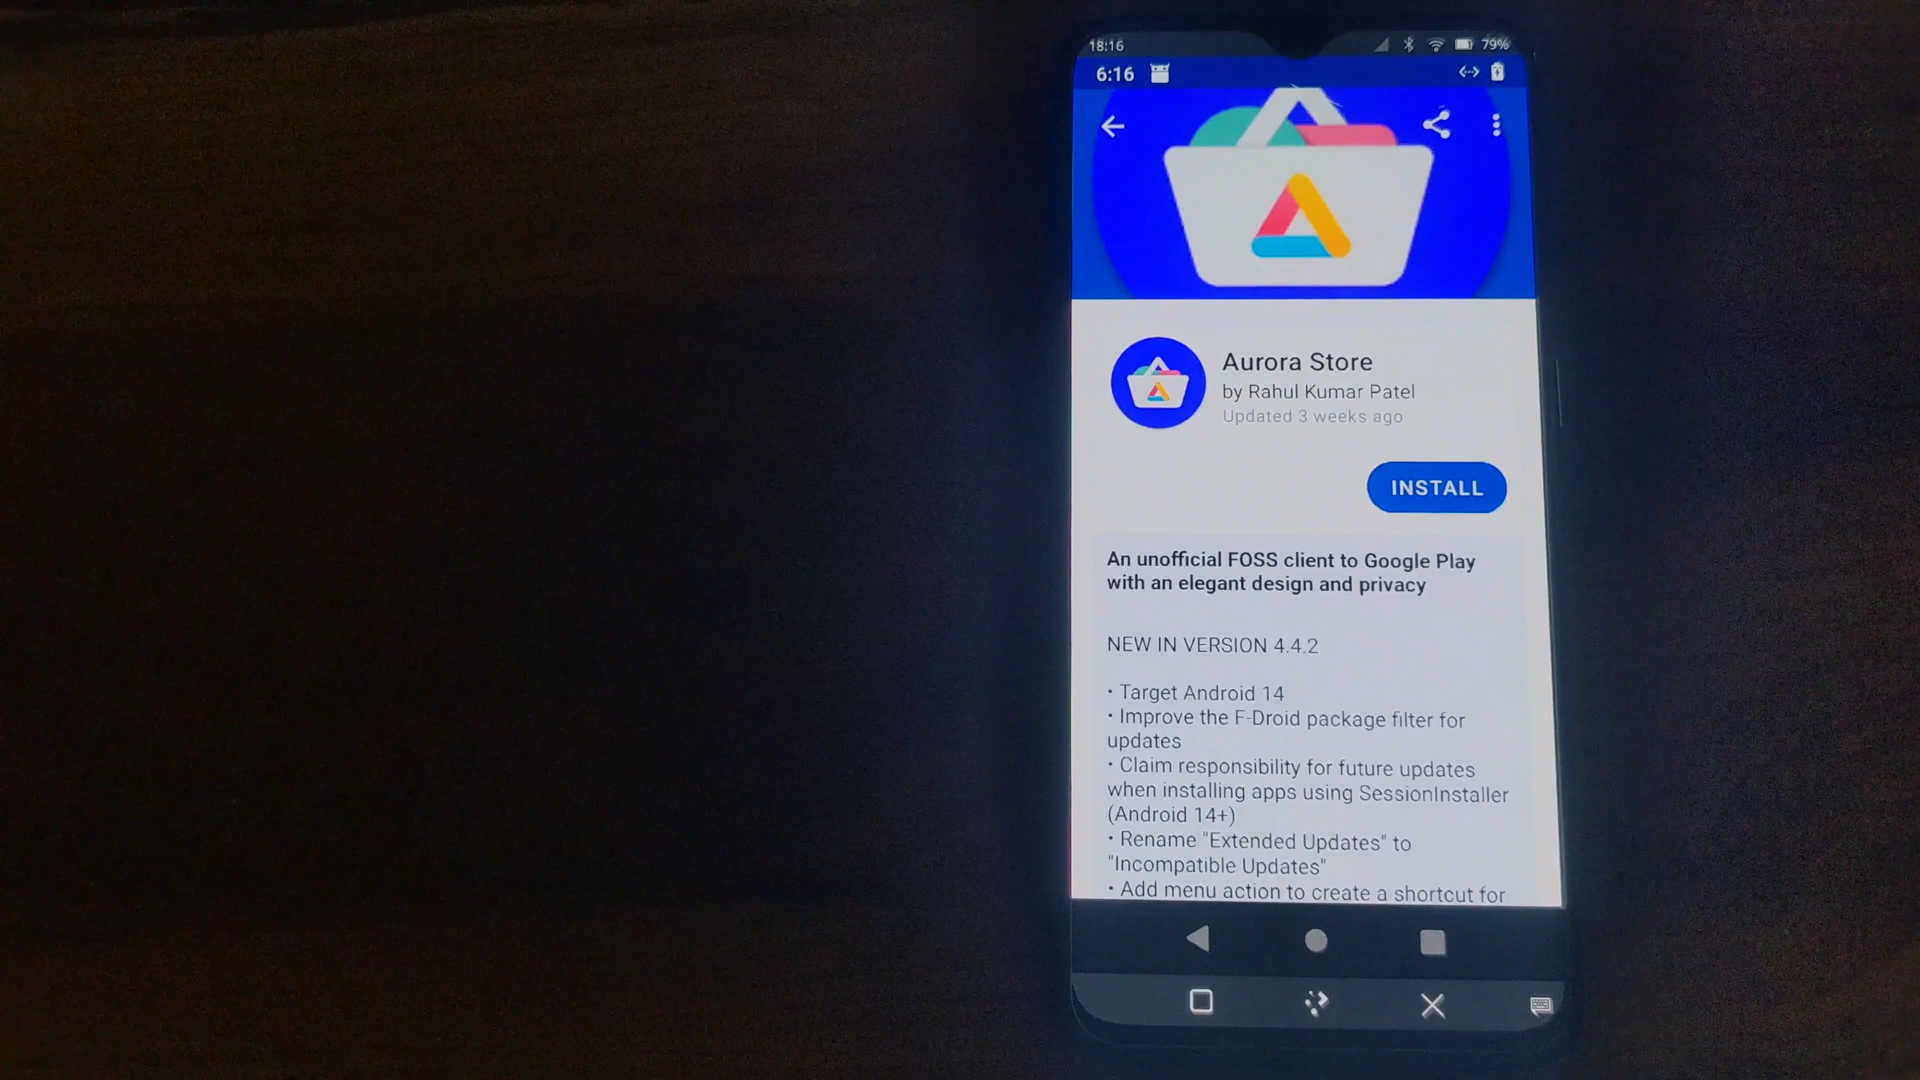 18:16 79%
6:16
Aurora Store
by Rahul Kumar Patel
Updated 3 weeks ago
INSTALL
An unofficial FOSS client to Google Play
with an elegant design and privacy
NEW IN VERSION 4.4.2
• Target Android 14
• Improve the F-Droid package filter for
updates
• Claim responsibility for future updates
when installing apps using SessionInstaller
(Android 14+)
• Rename "Extended Updates" to
"Incompatible Updates"
• Add menu action to create a shortcut for